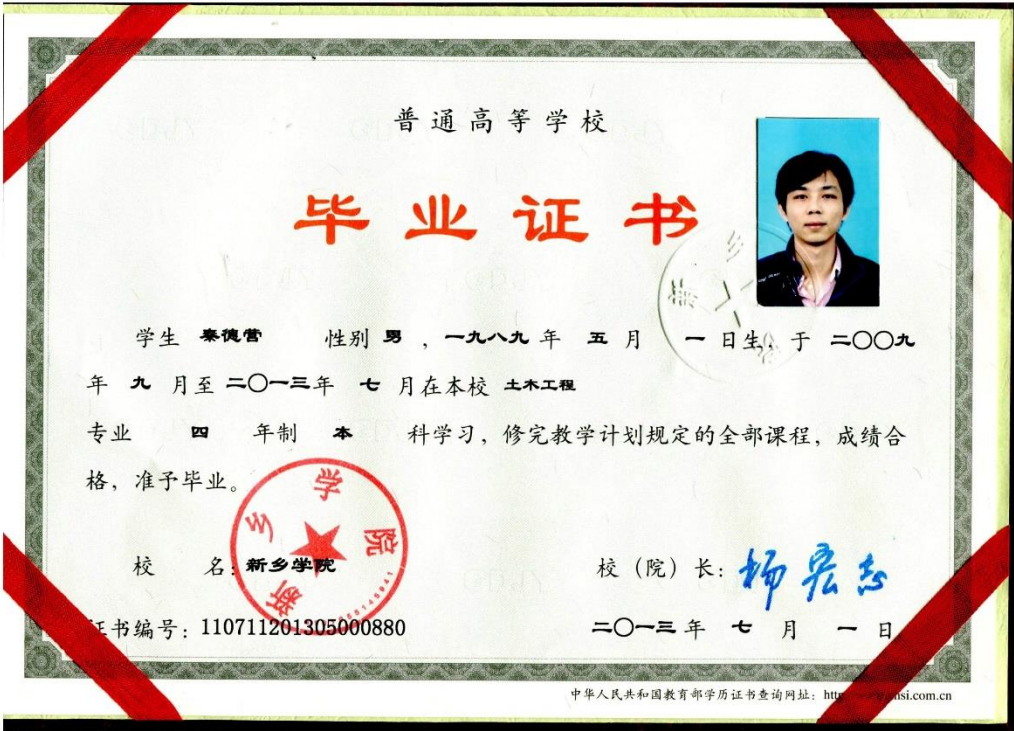 普通高等学校
毕业证书
学生 秦德营 性别 男 ，一九八九 年 五 月 一 日生，于 二〇〇九
年 九 月至 二〇一三年 七 月在本校 土木工程
专业 四 年制 本 科学习，修完教学计划规定的全部课程，成绩合
格，准予毕业。
新乡学院
校 名：新乡学院
校（院）长：杨宏志
证书编号：110711201305000880
二〇一三 年 七 月 一 日
中华人民共和国教育部学历证书查询网址：